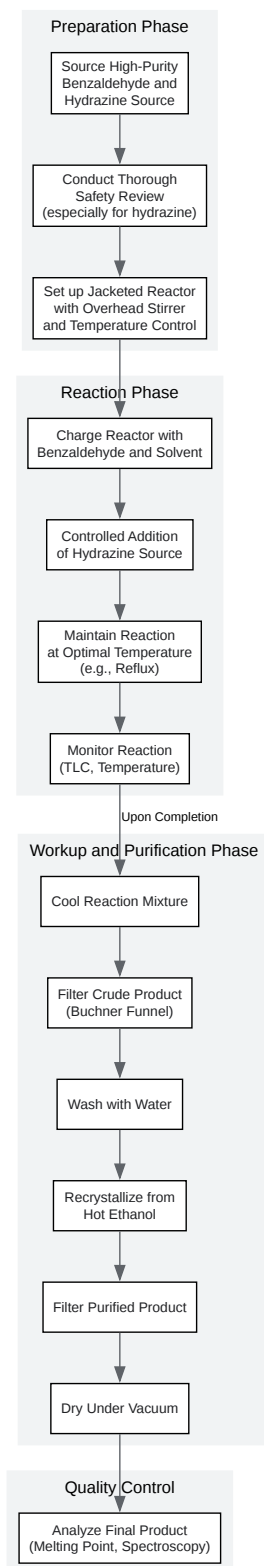 Preparation Phase
Source High-Purity
Benzaldehyde and
Hydrazine Source
Conduct Thorough
Safety Review
(especially for hydrazine)
Set up Jacketed Reactor
with Overhead Stirrer
and Temperature Control
Reaction Phase
Charge Reactor with
Benzaldehyde and Solvent
Controlled Addition
of Hydrazine Source
Maintain Reaction
at Optimal Temperature
(e.g., Reflux)
Monitor Reaction
(TLC, Temperature)
Upon Completion
Workup and Purification Phase
Cool Reaction Mixture
Filter Crude Product
(Buchner Funnel)
Wash with Water
Recrystallize from
Hot Ethanol
Filter Purified Product
Dry Under Vacuum
Quality Control
Analyze Final Product
(Melting Point, Spectroscopy)